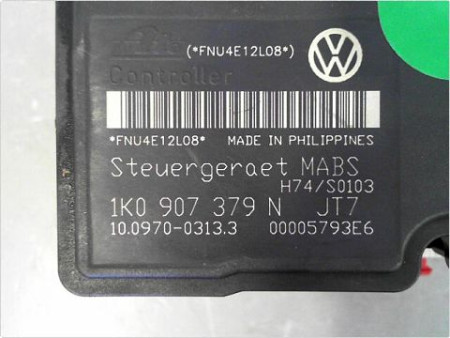 (*FNU4E12L08*)
Controller
*FNU4E12L08* MADE IN PHILIPPINES
Steuergeraet MABS
H74/S0103
1K0 907 379 N JT7
10.0970-0313.3 00005793E6